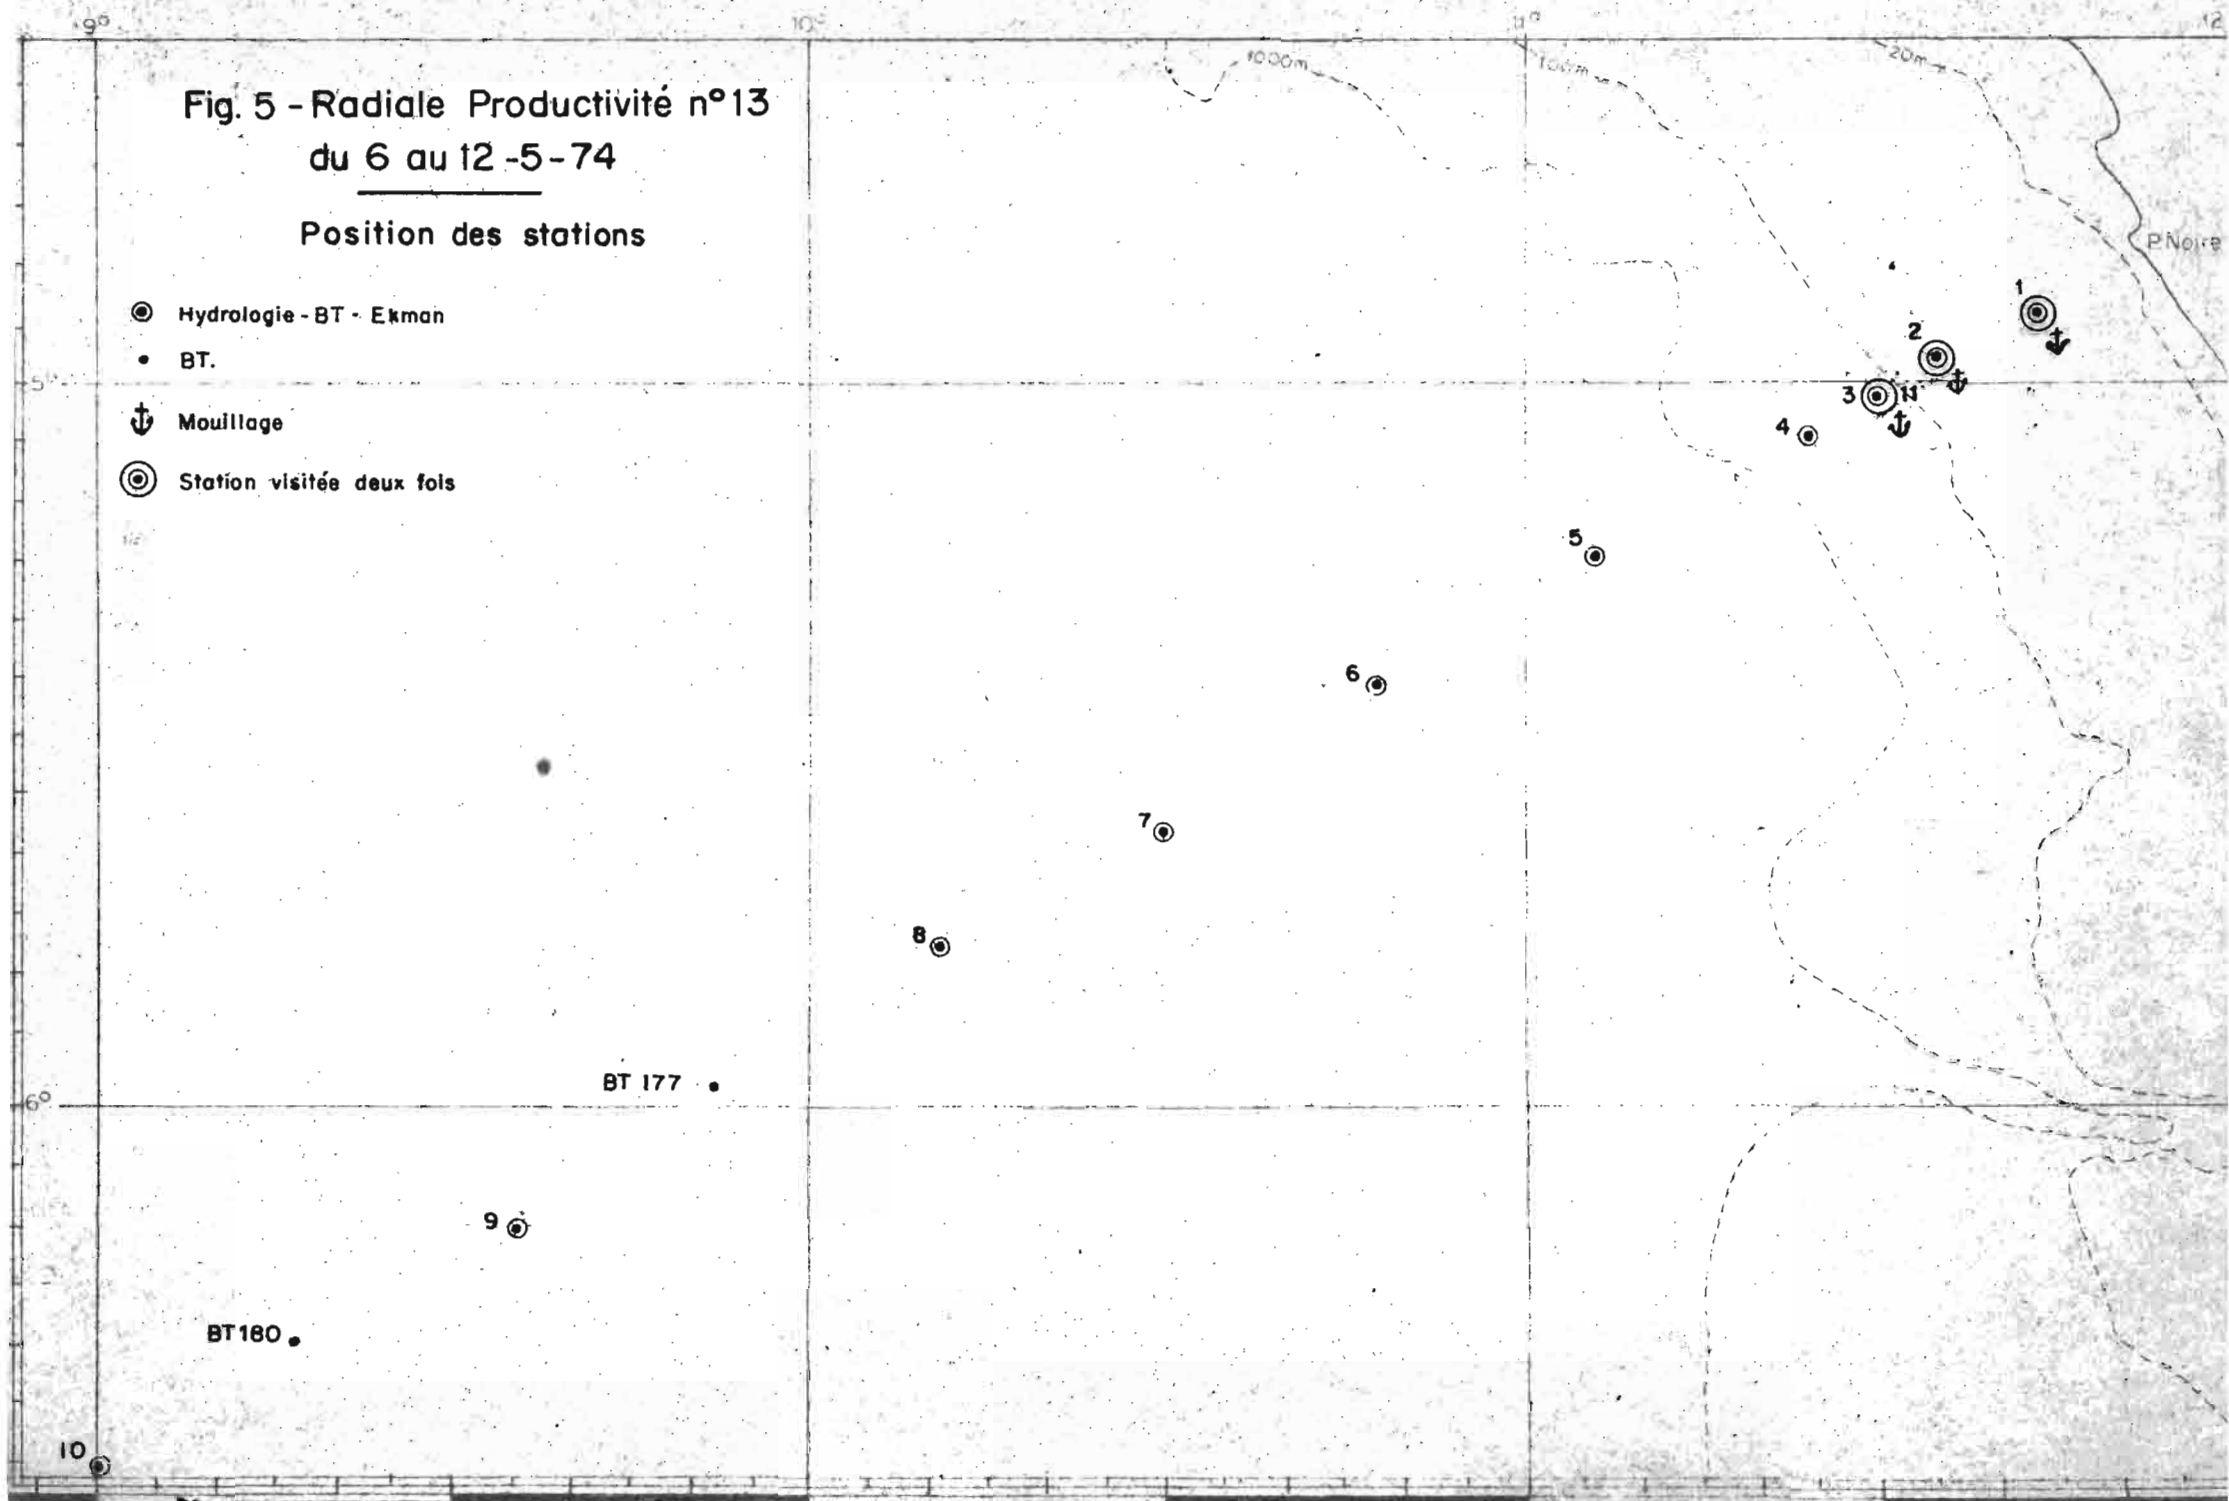 9°
10°
11°
12
1000m
100m
20m
Fig. 5 - Radiale Productivité n°13
du 6 au 12-5-74
Position des stations
P. Noire
Hydrologie - BT - Ekman
BT.
Mouillage
Station visitée deux fois
1
2
5°
3
11
4
5
6
7
8
BT 177
6°
9
BT180
10